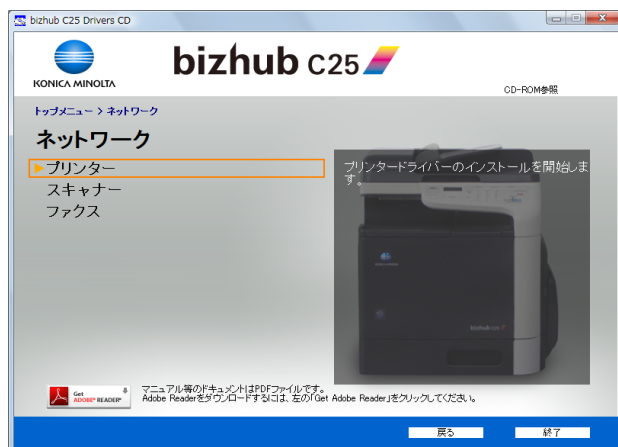 bizhub C25 Drivers CD
KONICA MINOLTA
bizhub C25
CD-ROM参照
トップメニュー > ネットワーク
ネットワーク
プリンター
スキャナー
ファクス
プリンタードライバーのインストールを開始しま
す。
bizhub C25
Get
ADOBE® READER®
マニュアル等のドキュメントはPDFファイルです。
Adobe Readerをダウンロードするには、左の「Get Adobe Reader」をクリックしてください。
戻る
終了